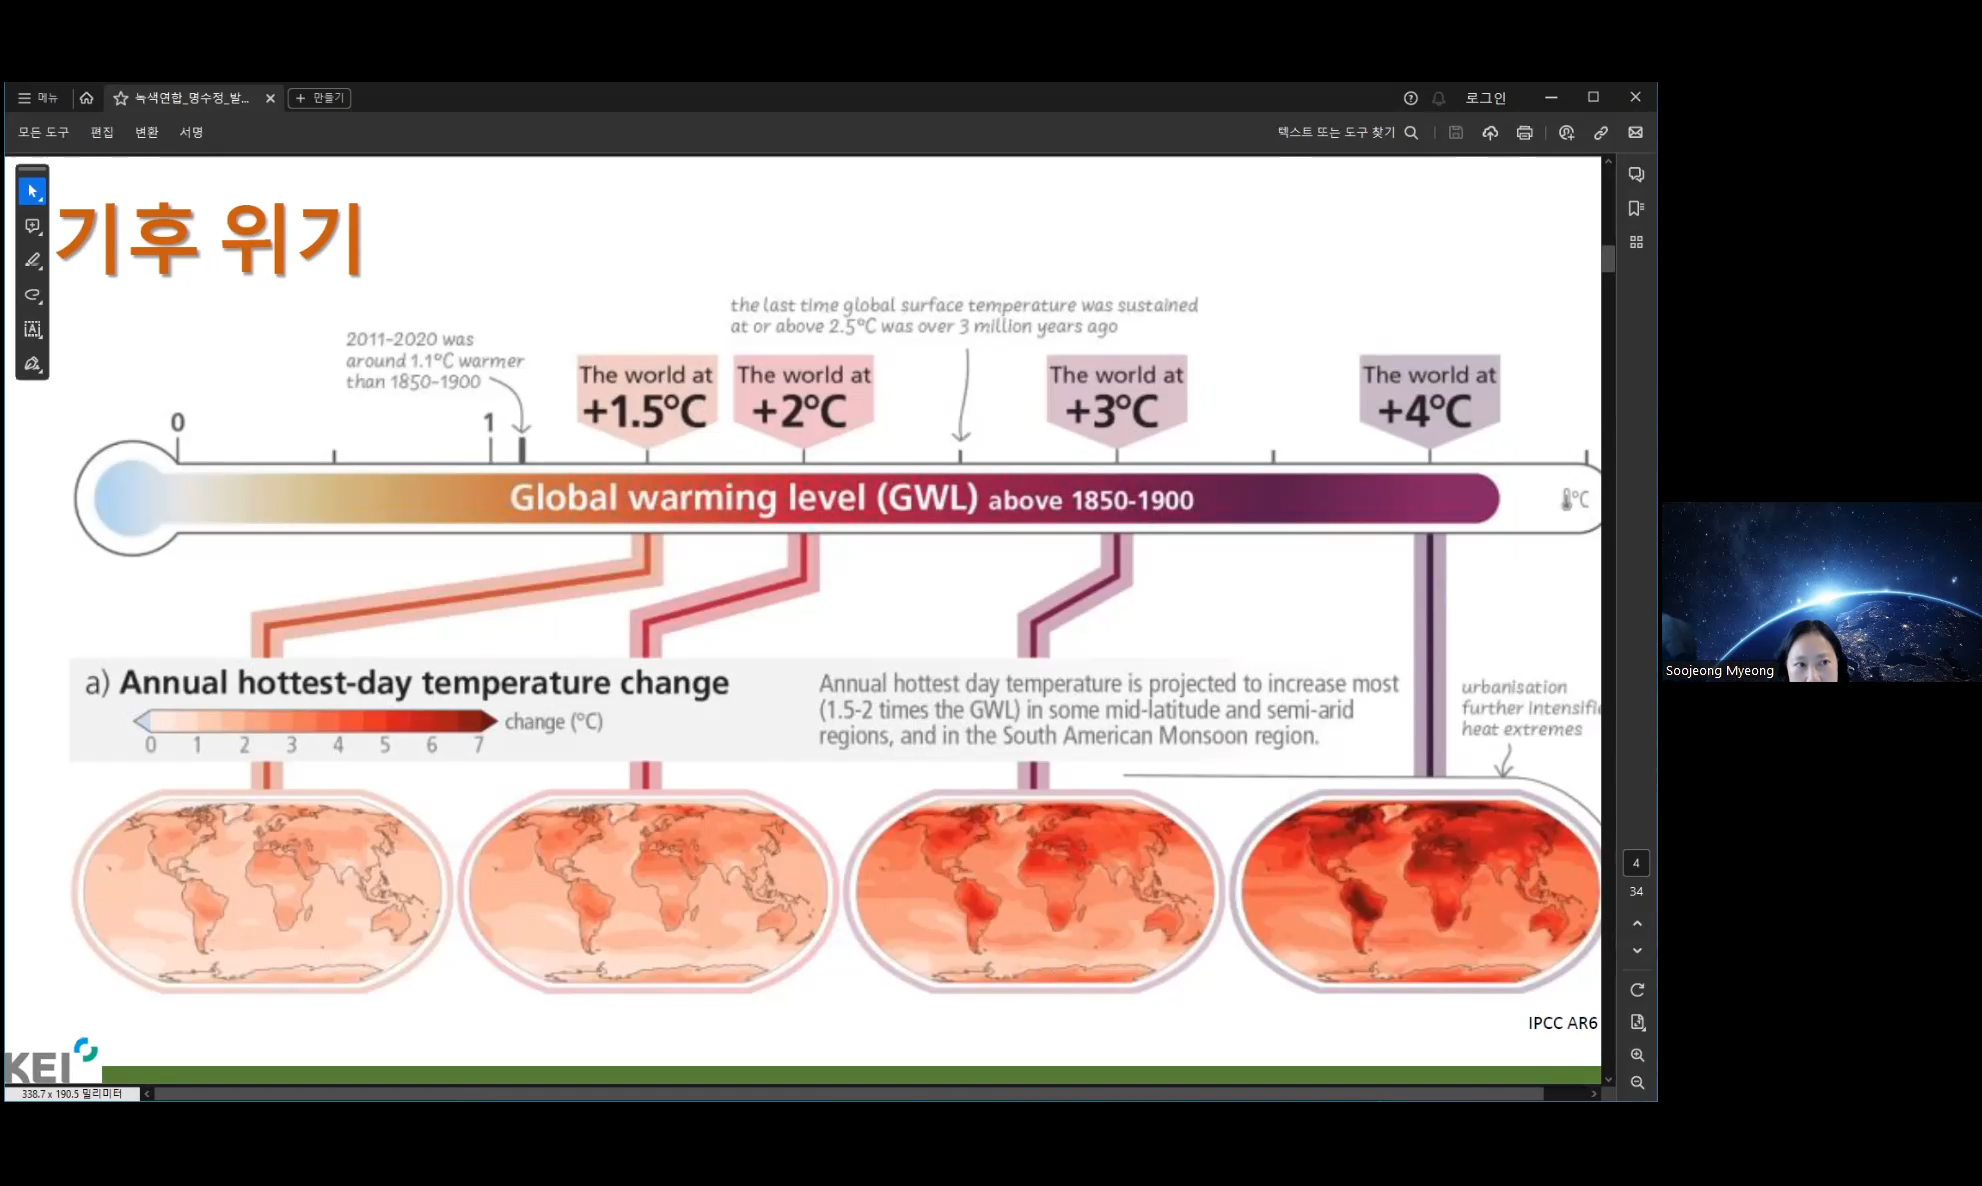 메뉴
녹색연합_명수정_발...
만들기
로그인
모든 도구 편집 변환 서명
텍스트 또는 도구 찾기
기후 위기
the last time global surface temperature was sustained
at or above 2.5°C was over 3 million years ago
2011-2020 was
around 1.1°C warmer
than 1850-1900
The world at
+1.5°C
The world at
+2°C
The world at
+3°C
The world at
+4°C
0 1
Global warming level (GWL) above 1850-1900
°C
a) Annual hottest-day temperature change
change (°C)
0 1 2 3 4 5 6 7
Annual hottest day temperature is projected to increase most
(1.5-2 times the GWL) in some mid-latitude and semi-arid
regions, and in the South American Monsoon region.
urbanisation
further intensifie
heat extremes
IPCC AR6
KEI
338.7 x 190.5 밀리미터
4
34
Soojeong Myeong